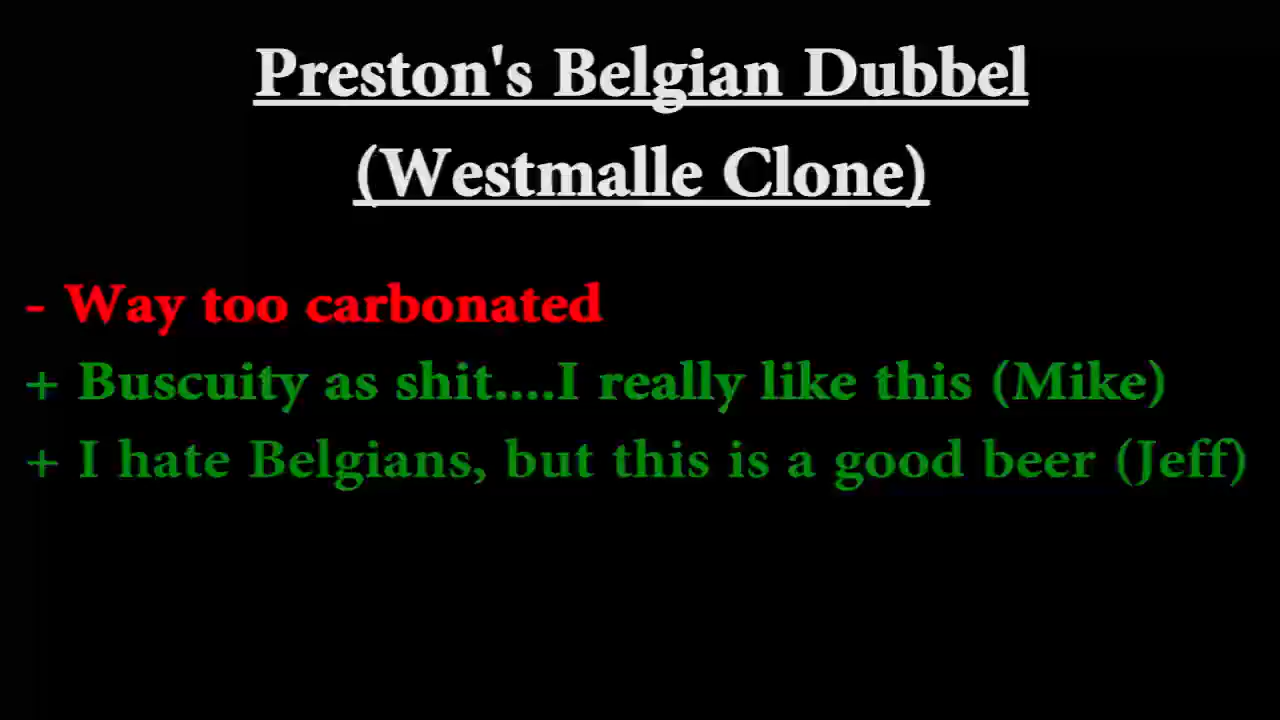 Preston's Belgian Dubbel
(Westmalle Clone)
- Way too carbonated
+ Buscuity as shit....I really like this (Mike)
+ I hate Belgians, but this is a good beer (Jeff)